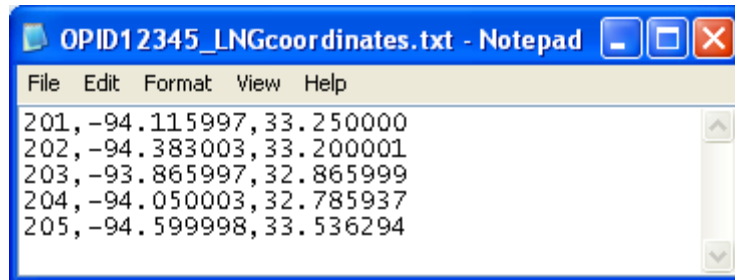 OPID12345_LNGcoordinates.txt - Notepad
File Edit Format View Help
201,-94.115997,33.250000
202,-94.383003,33.200001
203,-93.865997,32.865999
204,-94.050003,32.785937
205,-94.599998,33.536294